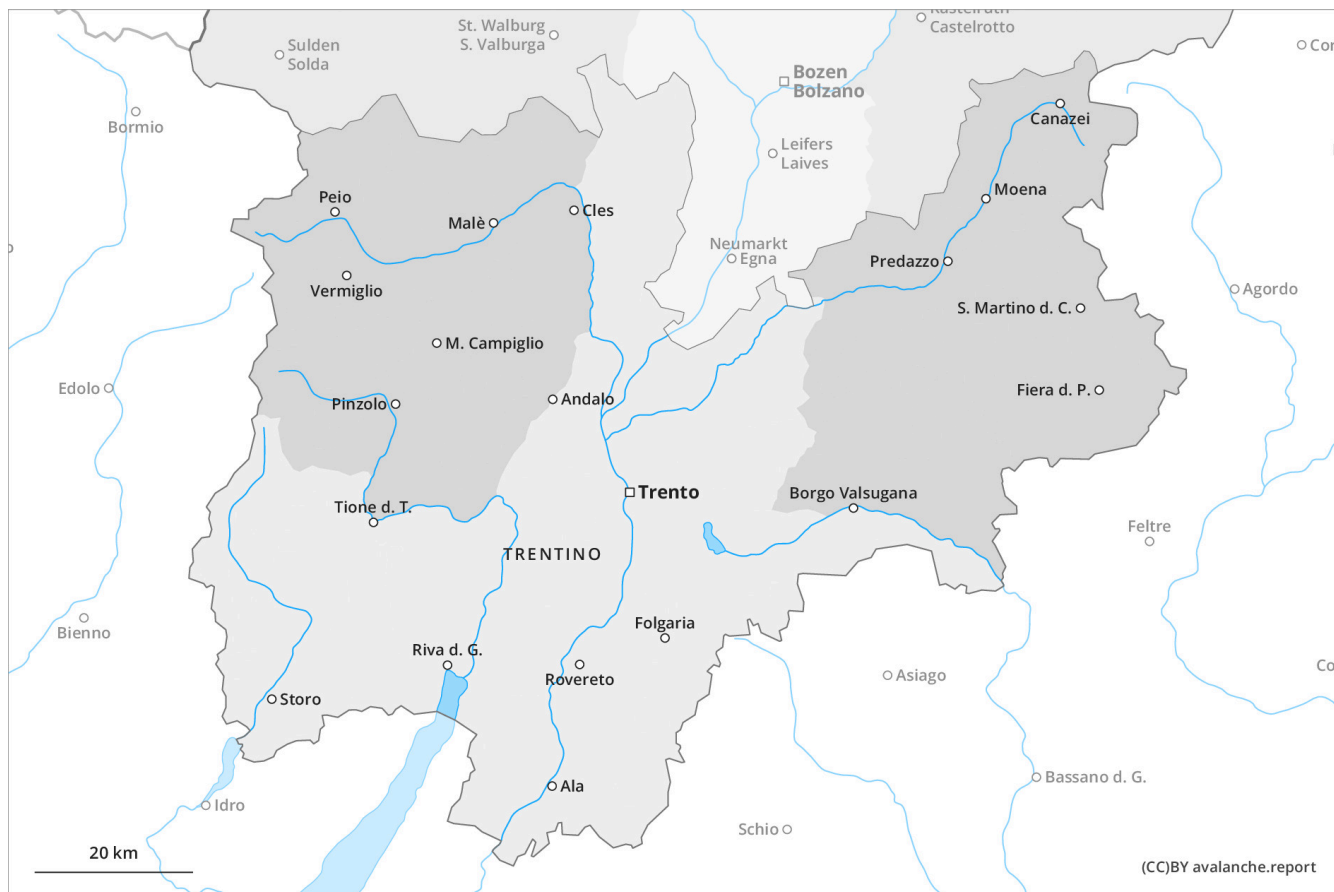 St. Walburg
S. Valburga
Castelrotto
Sulden
Solda
Bozen
Bolzano
Bormio
Canazei
Leifers
Laives
Peio
Malè
Cles
Moena
Neumarkt
Egna
Predazzo
Vermiglio
Agordo
S. Martino d. C.
M. Campiglio
Edolo
Pinzolo
Andalo
Fiera d. P.
Trento
Borgo Valsugana
Tione d. T.
Feltre
TRENTINO
Bienno
Folgaria
Riva d. G.
Rovereto
Asiago
Storo
Ala
Bassano d. G.
Idro
Schio
20 km
(CC)BY avalanche.report